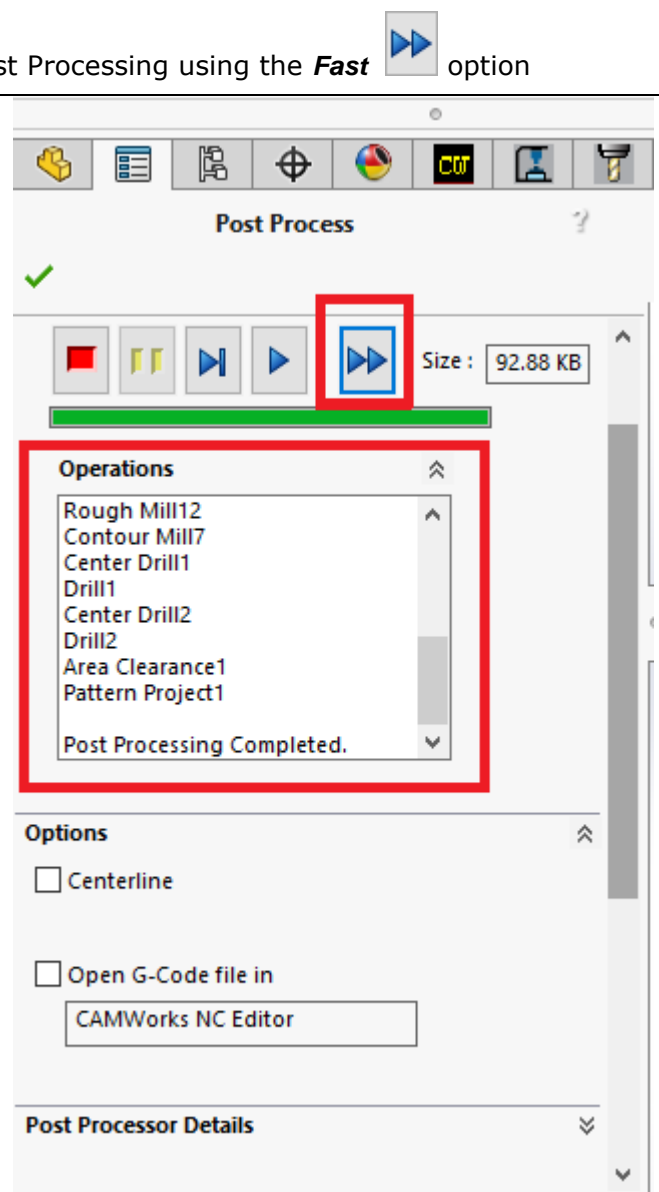 st Processing using the Fast option
CW
Post Process ?
Size : 92.88 KB
Operations
Rough Mill12
Contour Mill7
Center Drill1
Drill1
Center Drill2
Drill2
Area Clearance1
Pattern Project1
Post Processing Completed.
Options
Centerline
Open G-Code file in
CAMWorks NC Editor
Post Processor Details